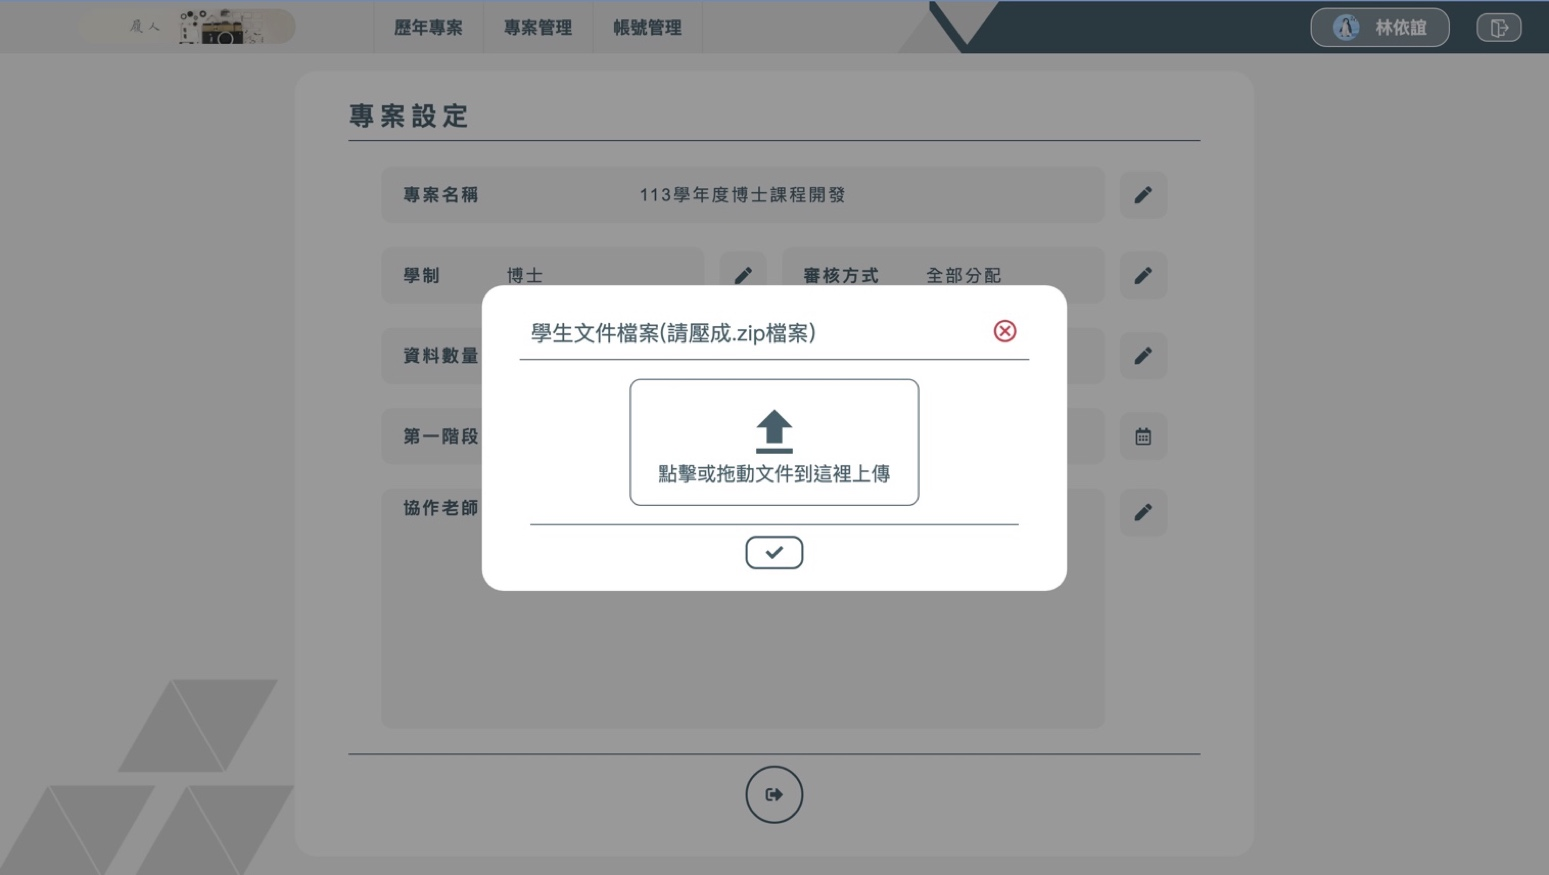 履人
歷年專案 專案管理 帳號管理 林依誼
專案設定
專案名稱 113學年度博士課程開發
學制 博士 審核方式 全部分配
資料數量
第一階段
協作老師
學生文件檔案(請壓成.zip檔案)
點擊或拖動文件到這裡上傳